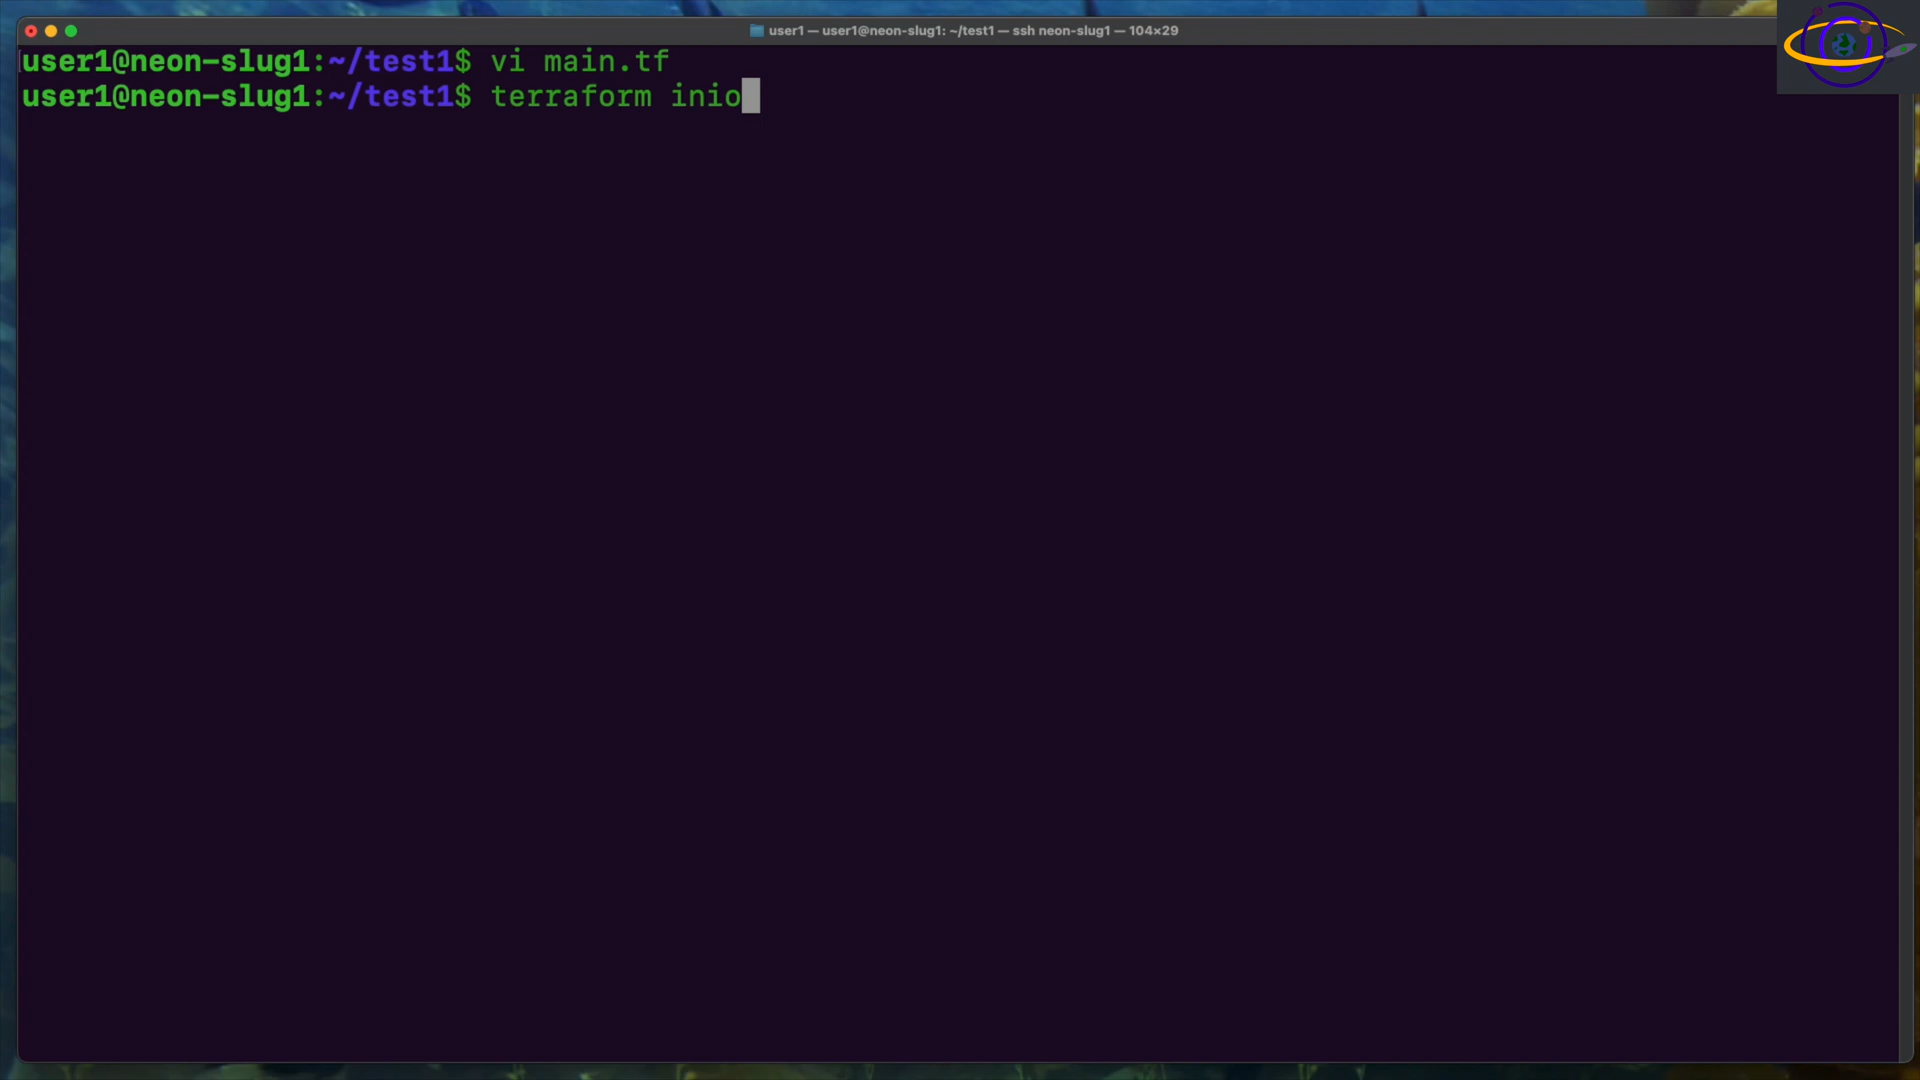 user1 — user1@neon-slug1: ~/test1 — ssh neon-slug1 — 104×29
user1@neon-slug1:~/test1$ vi main.tf
user1@neon-slug1:~/test1$ terraform inio